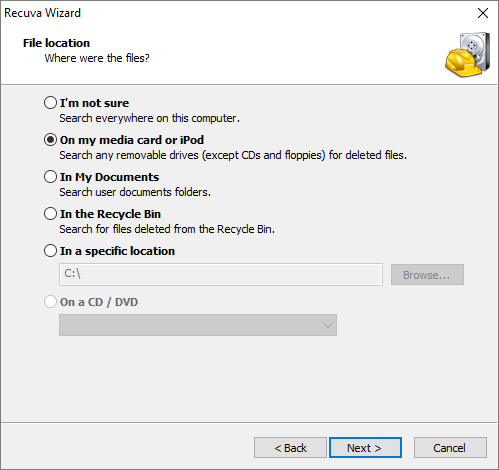 Recuva Wizard
File location
Where were the files?
I'm not sure
Search everywhere on this computer.
On my media card or iPod
Search any removable drives (except CDs and floppies) for deleted files.
In My Documents
Search user documents folders.
In the Recycle Bin
Search for files deleted from the Recycle Bin.
In a specific location
C:\
Browse...
On a CD / DVD
< Back
Next >
Cancel